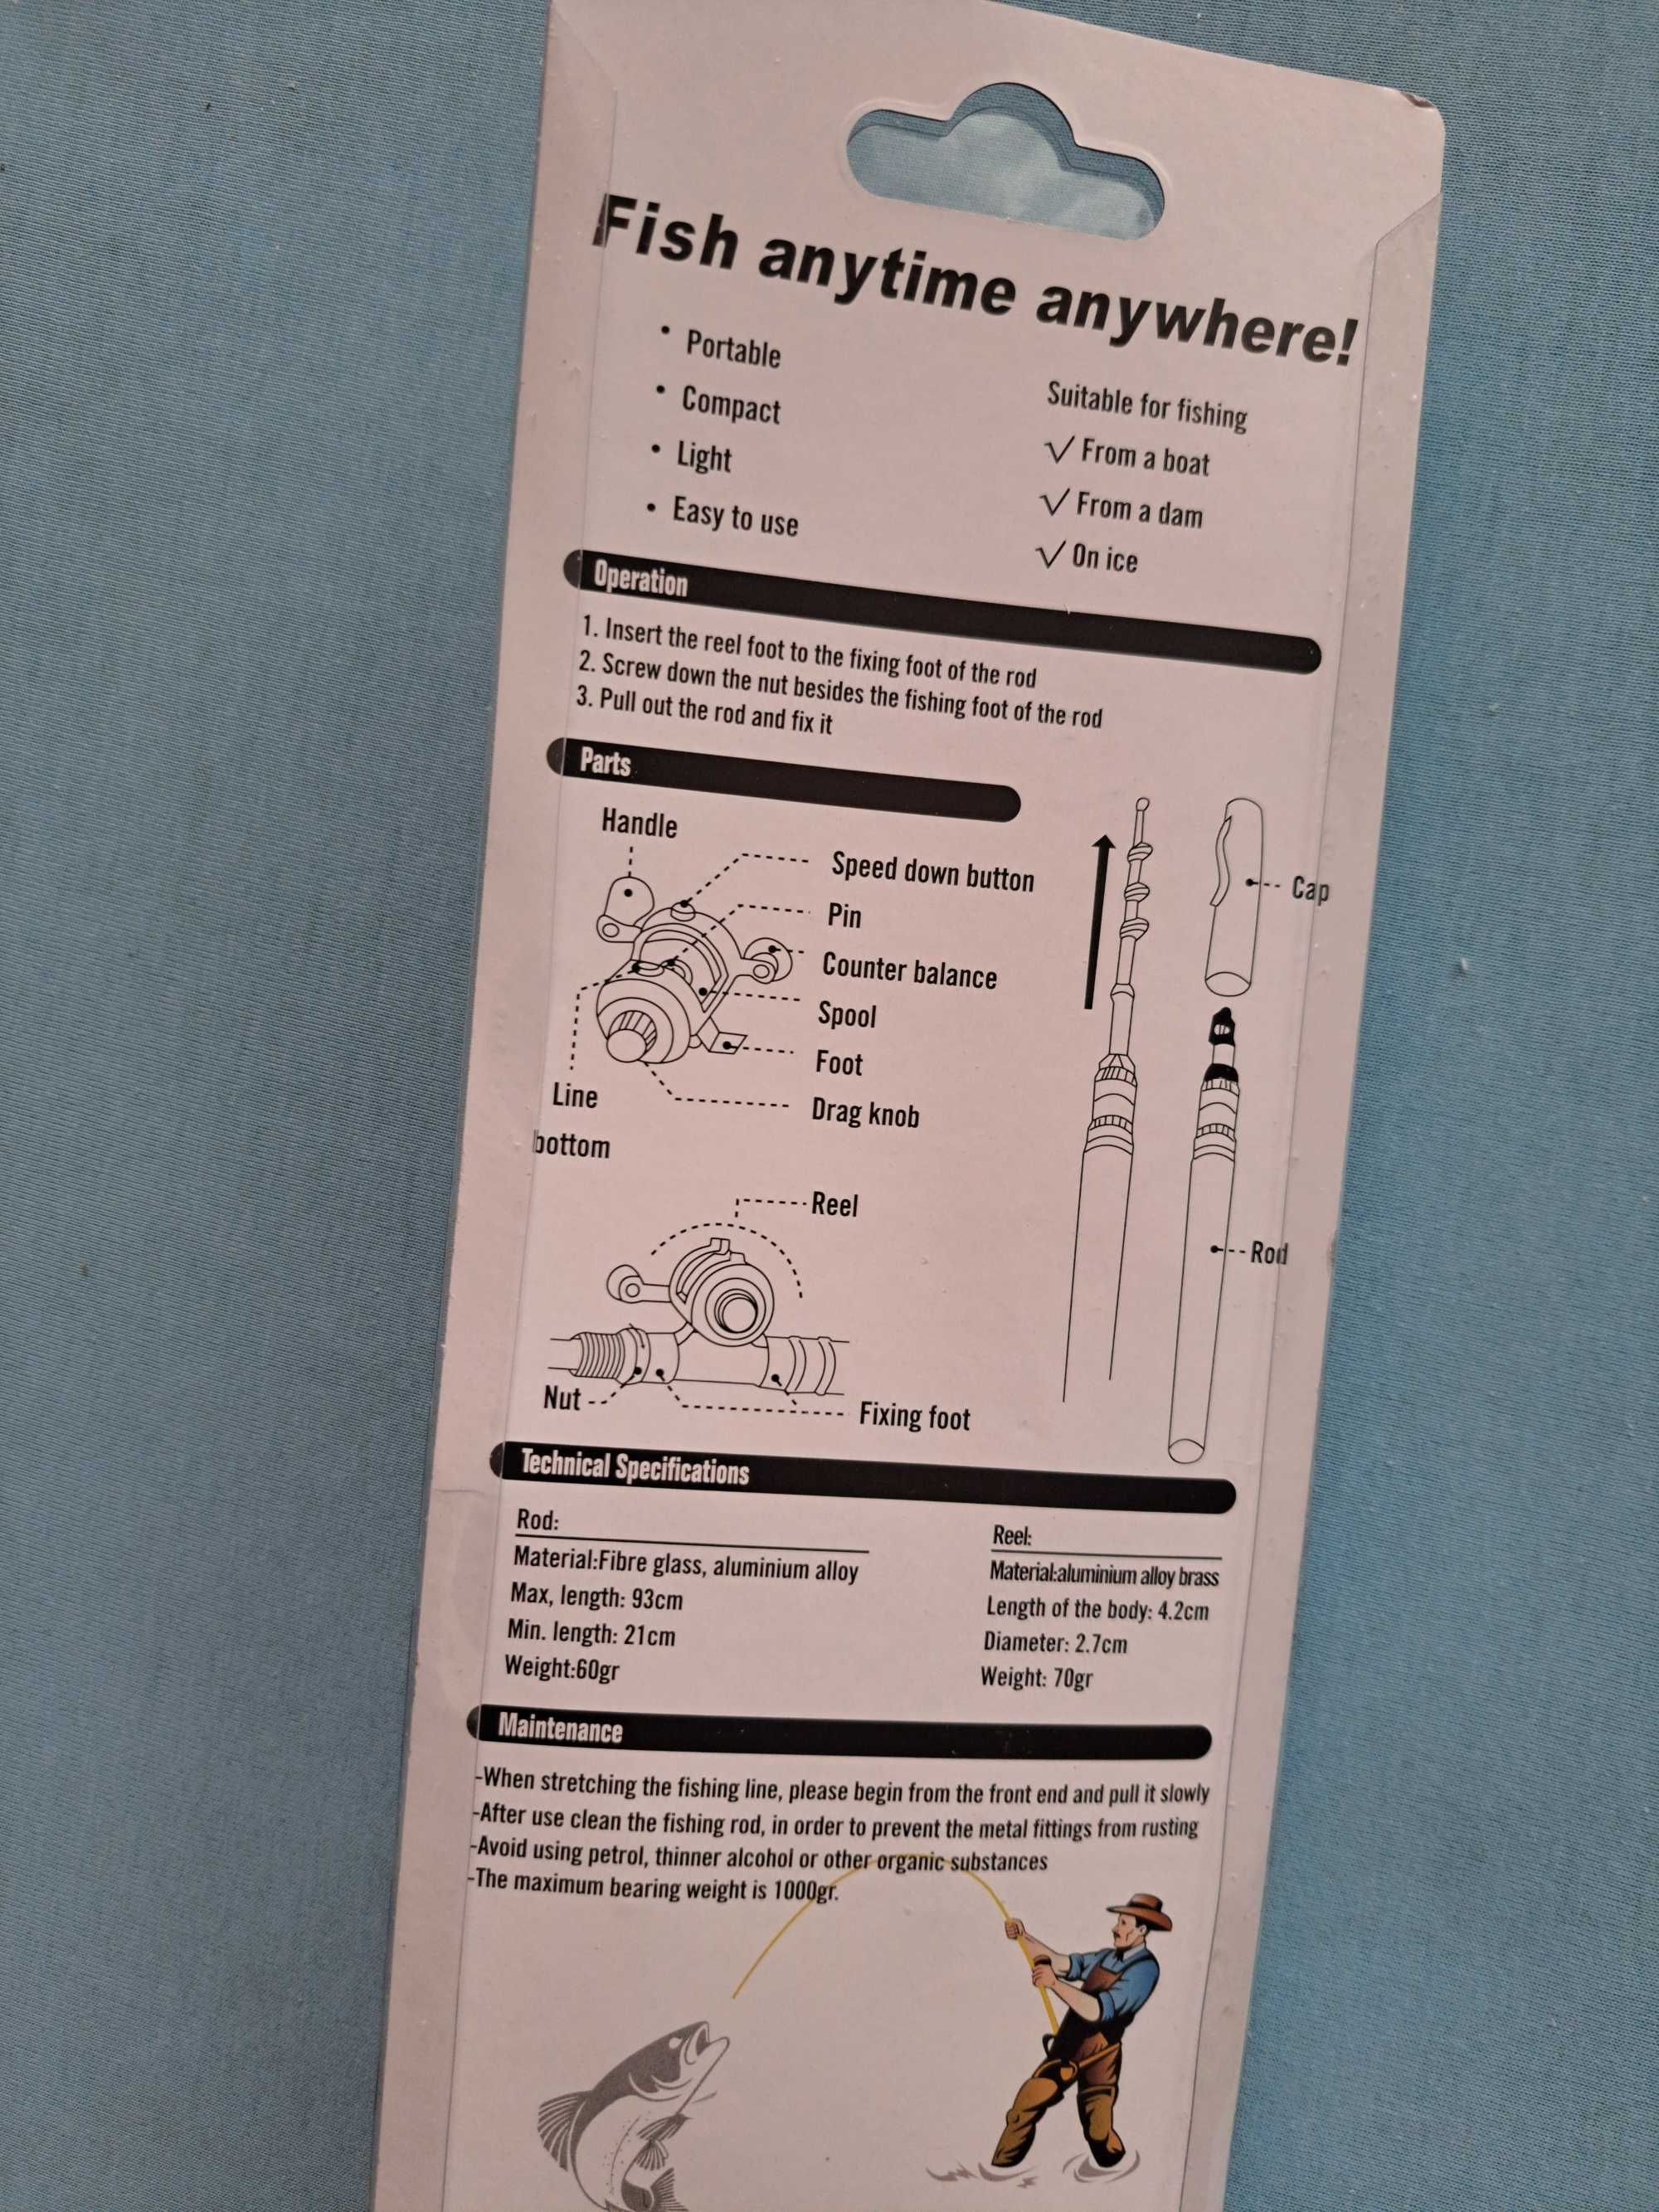 Fish anytime anywhere!
• Portable
• Compact
• Light
• Easy to use
Suitable for fishing
√ From a boat
√ From a dam
√ On ice
Operation
1. Insert the reel foot to the fixing foot of the rod
2. Screw down the nut besides the fishing foot of the rod
3. Pull out the rod and fix it
Parts
Handle
Speed down button
Pin
Counter balance
Spool
Foot
Drag knob
Line
bottom
Cap
Rod
Reel
Nut
Fixing foot
Technical Specifications
Rod:
Material:Fibre glass, aluminium alloy
Max, length: 93cm
Min. length: 21cm
Weight:60gr
Reel:
Material:aluminium alloy brass
Length of the body: 4.2cm
Diameter: 2.7cm
Weight: 70gr
Maintenance
-When stretching the fishing line, please begin from the front end and pull it slowly
-After use clean the fishing rod, in order to prevent the metal fittings from rusting
-Avoid using petrol, thinner alcohol or other organic substances
-The maximum bearing weight is 1000gr.